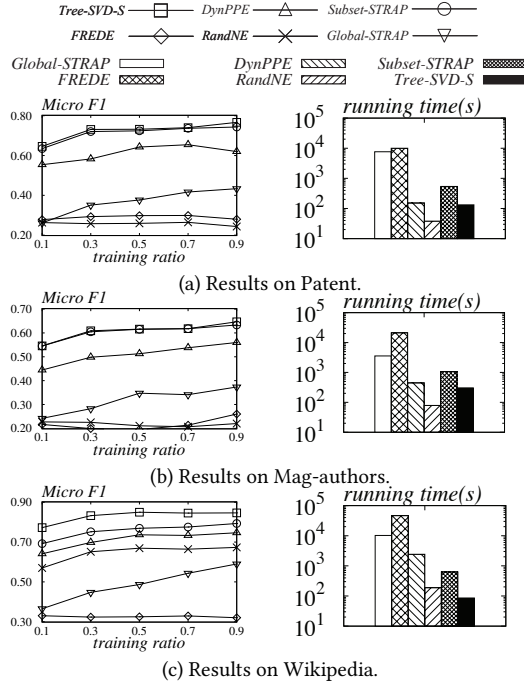 Tree-SVD-S DynPPE Subset-STRAP
FREDE RandNE Global-STRAP
Global-STRAP DynPPE Subset-STRAP
FREDE RandNE Tree-SVD-S
Micro F1 running time(s)
0.80
0.60
0.40
0.20
0.1 0.3 0.5 0.7 0.9
training ratio
10^5
10^4
10^3
10^2
10^1
(a) Results on Patent.
Micro F1 running time(s)
0.70
0.60
0.50
0.40
0.30
0.20
0.1 0.3 0.5 0.7 0.9
training ratio
10^5
10^4
10^3
10^2
10^1
(b) Results on Mag-authors.
Micro F1 running time(s)
0.90
0.70
0.50
0.30
0.1 0.3 0.5 0.7 0.9
training ratio
10^5
10^4
10^3
10^2
10^1
(c) Results on Wikipedia.